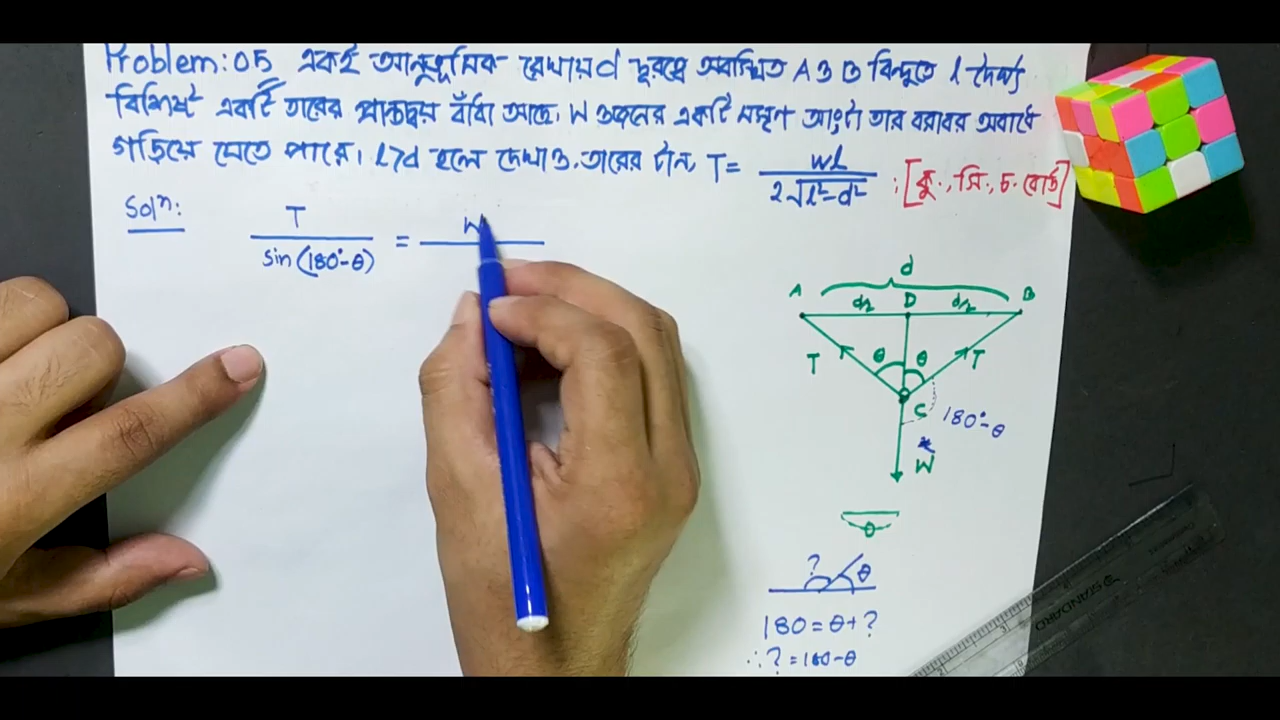 Problem: 05 একই আনুভূমিক রেখায় d দূরত্বে অবস্থিত A ও B বিন্দুতে l দৈর্ঘ্য
বিশিষ্ট একটি তারের প্রান্তদ্বয় বাঁধা আছে। W ওজনের একটি মসৃণ আংটা তার বরাবর অবাধে
গড়িয়ে যেতে পারে। l>d হলে দেখাও, তারের টান, T = Wl / 2√l²-d² ; [কু., সি., চ. বোর্ড]
Solⁿ:
T / sin(180°-θ) = W
d
A d/2 D d/2 B
T θ θ T
C 180°-θ
W
θ
? θ
180 = θ + ?
∴ ? = 180-θ
STANDARD